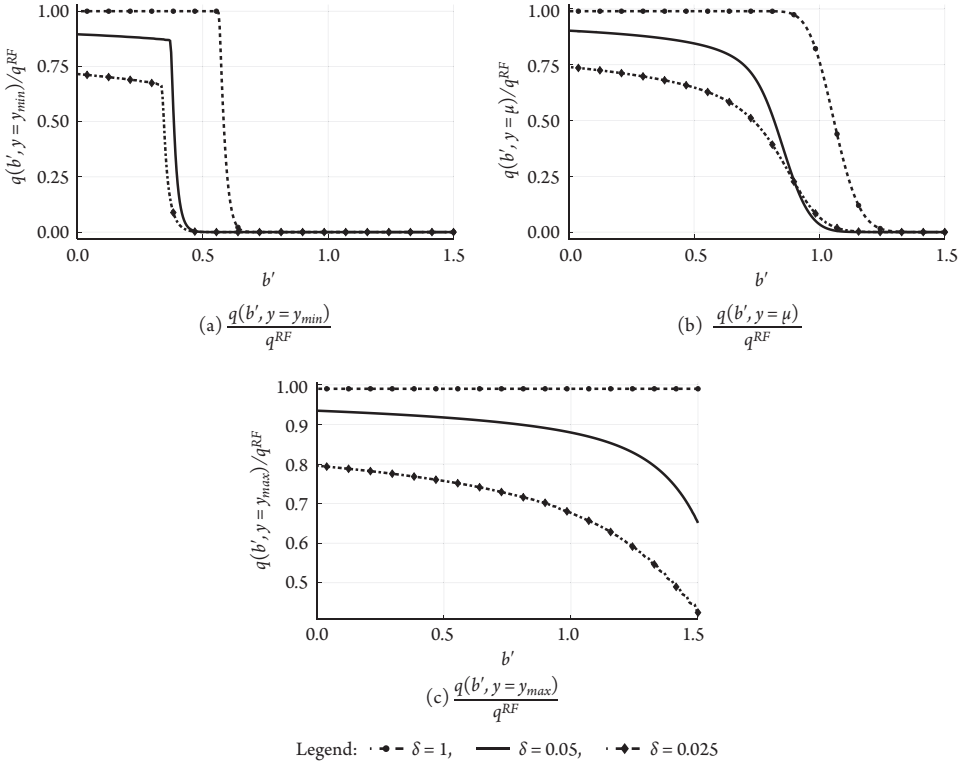 1.00
0.75
0.50
0.25
0.00
q(b′, y = y_min)/q^RF
0.0 0.5 1.0 1.5
b′
(a) q(b′, y = y_min)
q^RF
1.00
0.75
0.50
0.25
0.00
q(b′, y = μ)/q^RF
0.0 0.5 1.0 1.5
b′
(b) q(b′, y = μ)
q^RF
1.00
0.9
0.8
0.7
0.6
0.5
q(b′, y = y_max)/q^RF
0.0 0.5 1.0 1.5
b′
(c) q(b′, y = y_max)
q^RF
Legend: δ = 1, δ = 0.05, δ = 0.025